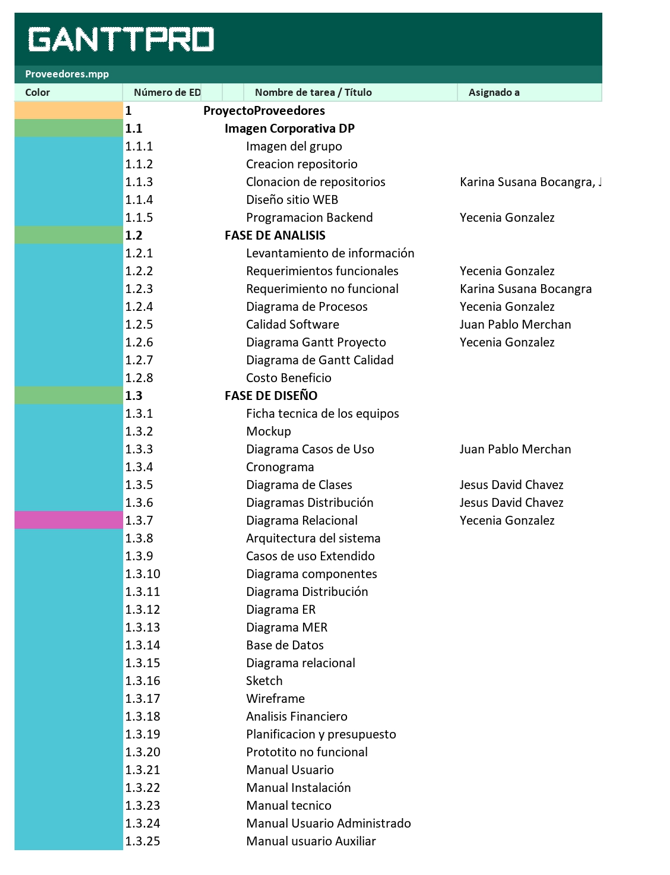 GANTTPRO
Proveedores.mpp
Color Número de ED Nombre de tarea / Título Asignado a
1 ProyectoProveedores
1.1 Imagen Corporativa DP
1.1.1 Imagen del grupo
1.1.2 Creacion repositorio
1.1.3 Clonacion de repositorios Karina Susana Bocangra,
1.1.4 Diseño sitio WEB
1.1.5 Programacion Backend Yecenia Gonzalez
1.2 FASE DE ANALISIS
1.2.1 Levantamiento de información
1.2.2 Requerimientos funcionales Yecenia Gonzalez
1.2.3 Requerimiento no funcional Karina Susana Bocangra
1.2.4 Diagrama de Procesos Yecenia Gonzalez
1.2.5 Calidad Software Juan Pablo Merchan
1.2.6 Diagrama Gantt Proyecto Yecenia Gonzalez
1.2.7 Diagrama de Gantt Calidad
1.2.8 Costo Beneficio
1.3 FASE DE DISEÑO
1.3.1 Ficha tecnica de los equipos
1.3.2 Mockup
1.3.3 Diagrama Casos de Uso Juan Pablo Merchan
1.3.4 Cronograma
1.3.5 Diagrama de Clases Jesus David Chavez
1.3.6 Diagramas Distribución Jesus David Chavez
1.3.7 Diagrama Relacional Yecenia Gonzalez
1.3.8 Arquitectura del sistema
1.3.9 Casos de uso Extendido
1.3.10 Diagrama componentes
1.3.11 Diagrama Distribución
1.3.12 Diagrama ER
1.3.13 Diagrama MER
1.3.14 Base de Datos
1.3.15 Diagrama relacional
1.3.16 Sketch
1.3.17 Wireframe
1.3.18 Analisis Financiero
1.3.19 Planificacion y presupuesto
1.3.20 Prototito no funcional
1.3.21 Manual Usuario
1.3.22 Manual Instalación
1.3.23 Manual tecnico
1.3.24 Manual Usuario Administrado
1.3.25 Manual usuario Auxiliar